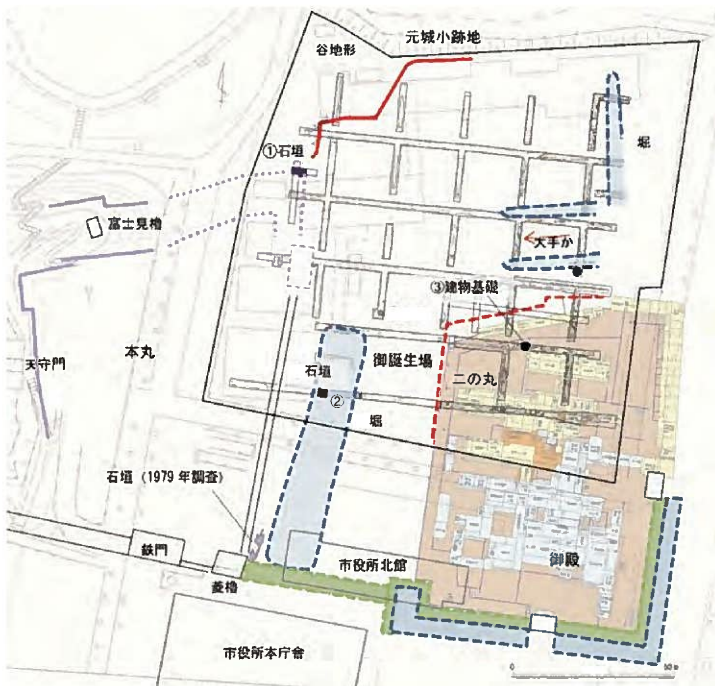 元城小跡地
谷地形
堀
①石垣
富士見櫓
大手か
③建物基礎
天守門
本丸
石垣
②
御誕生場
二の丸
堀
石垣（1979年調査）
鉄門
菱櫓
市役所北館
御殿
市役所本庁舎
0